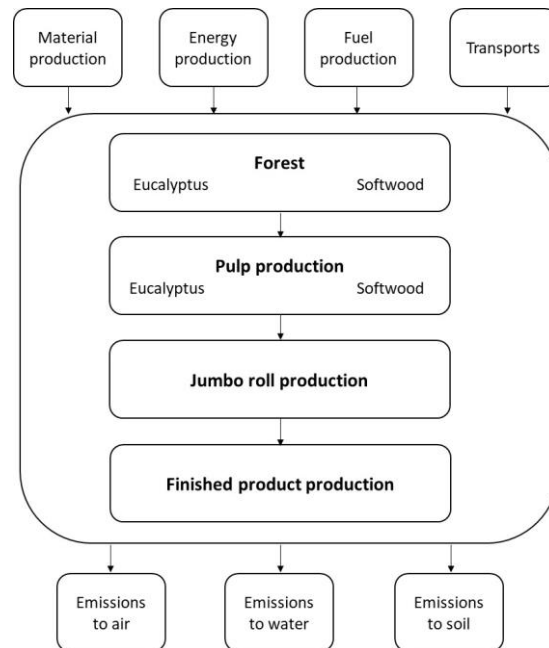 Material
production
Energy
production
Fuel
production
Transports
Forest
Eucalyptus Softwood
Pulp production
Eucalyptus Softwood
Jumbo roll production
Finished product production
Emissions
to air
Emissions
to water
Emissions
to soil